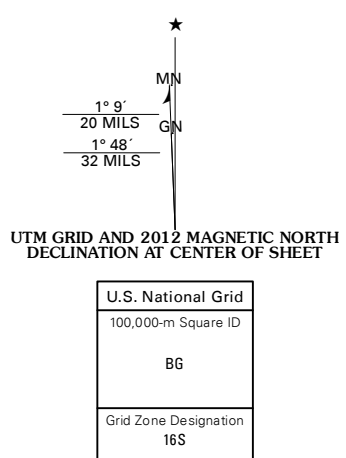 ★
MN
1° 9´
20 MILS
GN
1° 48´
32 MILS
UTM GRID AND 2012 MAGNETIC NORTH
DECLINATION AT CENTER OF SHEET
U.S. National Grid
100,000-m Square ID
BG
Grid Zone Designation
16S